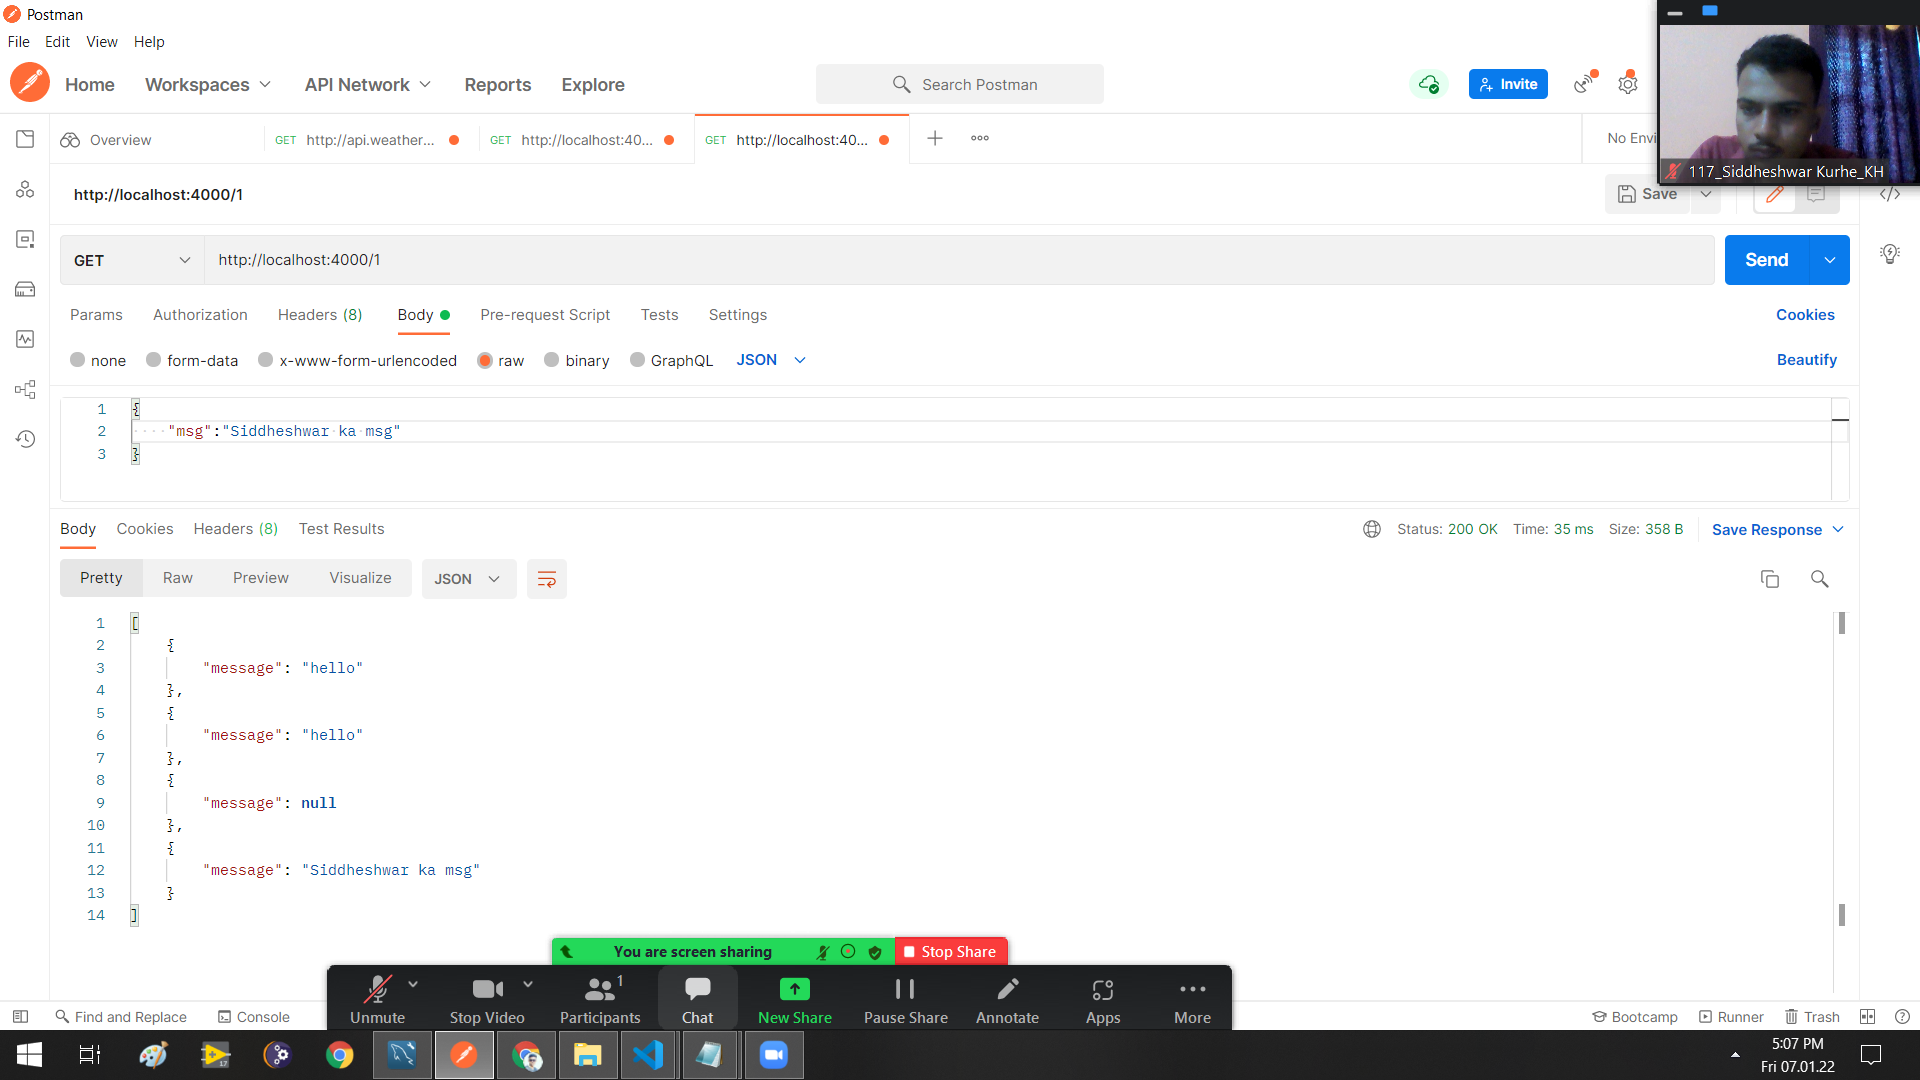 Postman
File Edit View Help
Home Workspaces API Network Reports Explore Search Postman Invite
Overview GET http://api.weather... GET http://localhost:40... GET http://localhost:40... No Envi
117_Siddheshwar Kurhe_KH
http://localhost:4000/1 Save
GET http://localhost:4000/1 Send
Params Authorization Headers (8) Body Pre-request Script Tests Settings Cookies
none form-data x-www-form-urlencoded raw binary GraphQL JSON Beautify
1 {
2 "msg":"Siddheshwar ka msg"
3 }
Body Cookies Headers (8) Test Results Status: 200 OK Time: 35 ms Size: 358 B Save Response
Pretty Raw Preview Visualize JSON
1 [
2 {
3 "message": "hello"
4 },
5 {
6 "message": "hello"
7 },
8 {
9 "message": null
10 },
11 {
12 "message": "Siddheshwar ka msg"
13 }
14 ]
You are screen sharing Stop Share
1
Unmute Stop Video Participants Chat New Share Pause Share Annotate Apps More
Find and Replace Console Bootcamp Runner Trash
17
5:07 PM
Fri 07.01.22